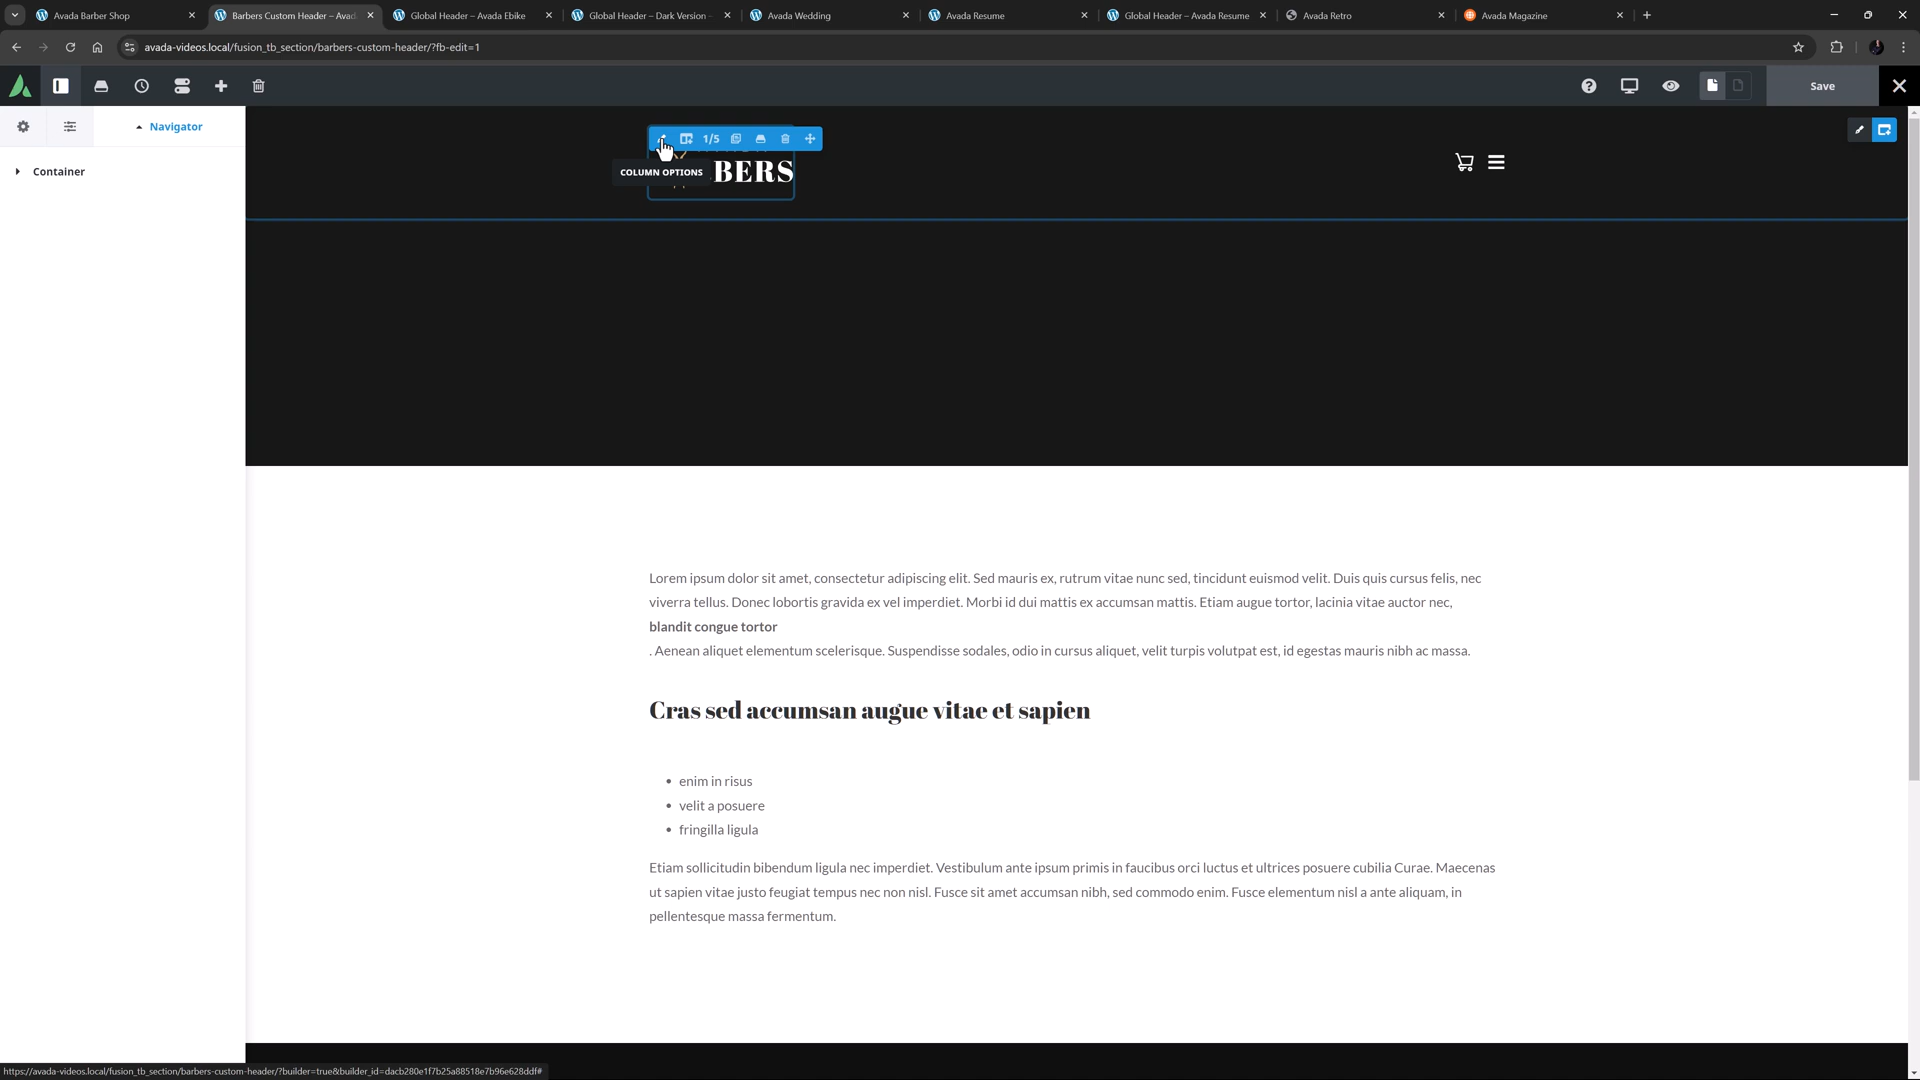 Avada Barber Shop
Barbers Custom Header – Avad
Global Header – Avada Ebike
Global Header – Dark Version -
Avada Wedding
Avada Resume
Global Header – Avada Resume
Avada Retro
Avada Magazine
avada-videos.local/fusion_tb_section/barbers-custom-header/?fb-edit=1
Save
Navigator
Container
1/5
COLUMN OPTIONS
BERS
Lorem ipsum dolor sit amet, consectetur adipiscing elit. Sed mauris ex, rutrum vitae nunc sed, tincidunt euismod velit. Duis quis cursus felis, nec
viverra tellus. Donec lobortis gravida ex vel imperdiet. Morbi id dui mattis ex accumsan mattis. Etiam augue tortor, lacinia vitae auctor nec,
blandit congue tortor
. Aenean aliquet elementum scelerisque. Suspendisse sodales, odio in cursus aliquet, velit turpis volutpat est, id egestas mauris nibh ac massa.
Cras sed accumsan augue vitae et sapien
• enim in risus
• velit a posuere
• fringilla ligula
Etiam sollicitudin bibendum ligula nec imperdiet. Vestibulum ante ipsum primis in faucibus orci luctus et ultrices posuere cubilia Curae. Maecenas
ut sapien vitae justo feugiat tempus nec non nisl. Fusce sit amet accumsan nibh, sed commodo enim. Fusce elementum nisl a ante aliquam, in
pellentesque massa fermentum.
https://avada-videos.local/fusion_tb_section/barbers-custom-header/?builder=true&builder_id=dacb280e1f7b25a88518e7b96e628ddf#